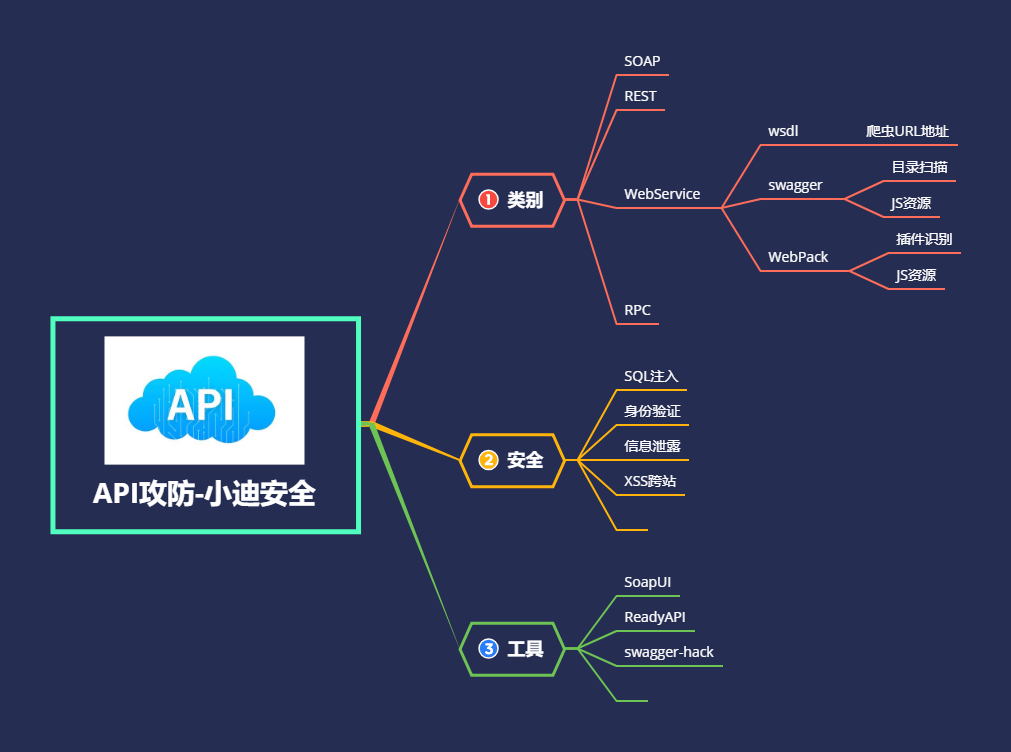 API
API攻防-小迪安全
1 类别
SOAP
REST
WebService
wsdl
爬虫URL地址
swagger
目录扫描
JS资源
WebPack
插件识别
JS资源
RPC
2 安全
SQL注入
身份验证
信息泄露
XSS跨站
3 工具
SoapUI
ReadyAPI
swagger-hack